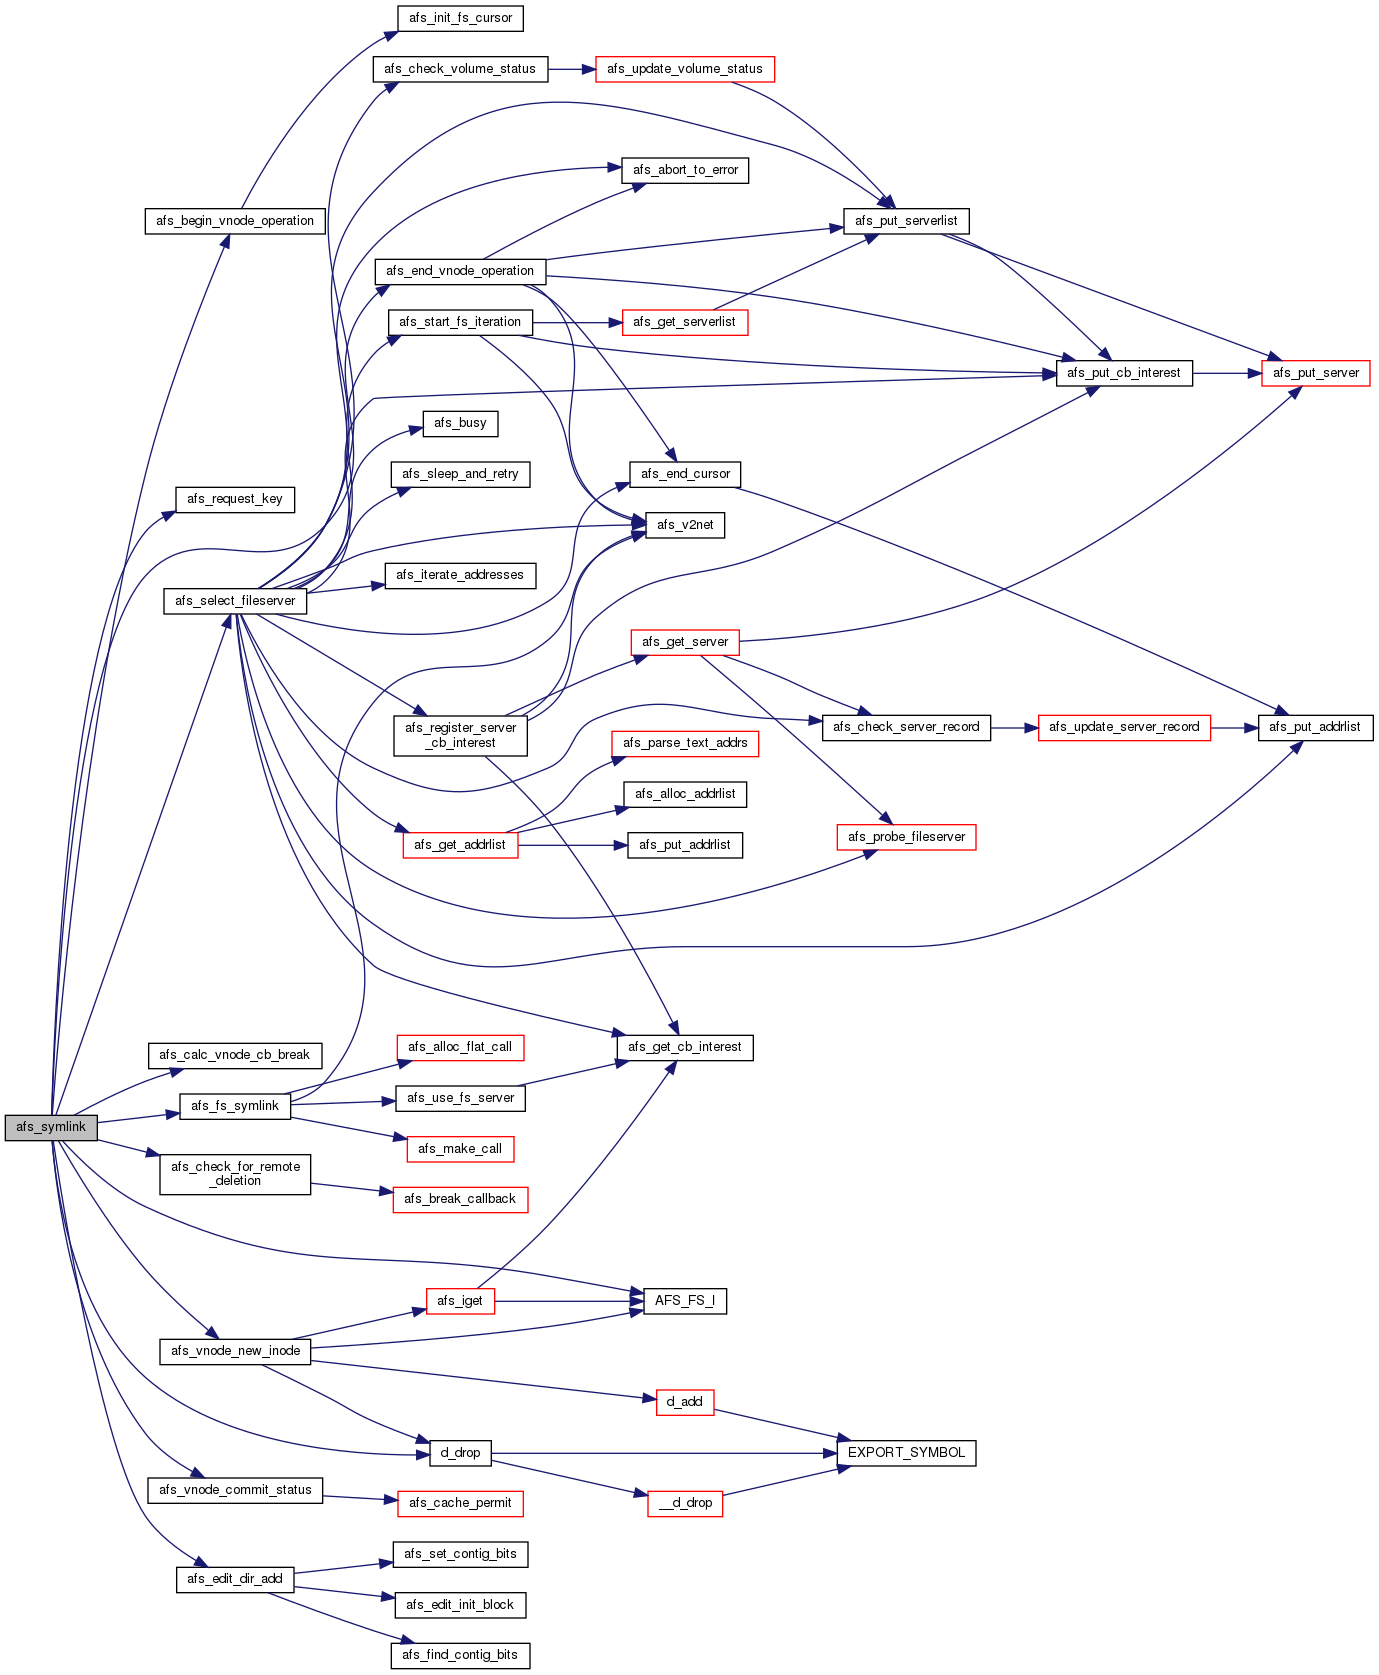 afs_init_fs_cursor
afs_check_volume_status
afs_update_volume_status
afs_abort_to_error
afs_begin_vnode_operation
afs_put_serverlist
afs_end_vnode_operation
afs_start_fs_iteration
afs_get_serverlist
afs_put_cb_interest
afs_put_server
afs_busy
afs_sleep_and_retry
afs_end_cursor
afs_request_key
afs_v2net
afs_iterate_addresses
afs_select_fileserver
afs_get_server
afs_register_server
_cb_interest
afs_check_server_record
afs_update_server_record
afs_put_addrlist
afs_parse_text_addrs
afs_alloc_addrlist
afs_get_addrlist
afs_put_addrlist
afs_probe_fileserver
afs_calc_vnode_cb_break
afs_alloc_flat_call
afs_get_cb_interest
afs_fs_symlink
afs_use_fs_server
afs_symlink
afs_make_call
afs_check_for_remote
_deletion
afs_break_callback
afs_iget
AFS_FS_I
afs_vnode_new_inode
d_add
d_drop
EXPORT_SYMBOL
afs_vnode_commit_status
afs_cache_permit
__d_drop
afs_set_contig_bits
afs_edit_dir_add
afs_edit_init_block
afs_find_contig_bits